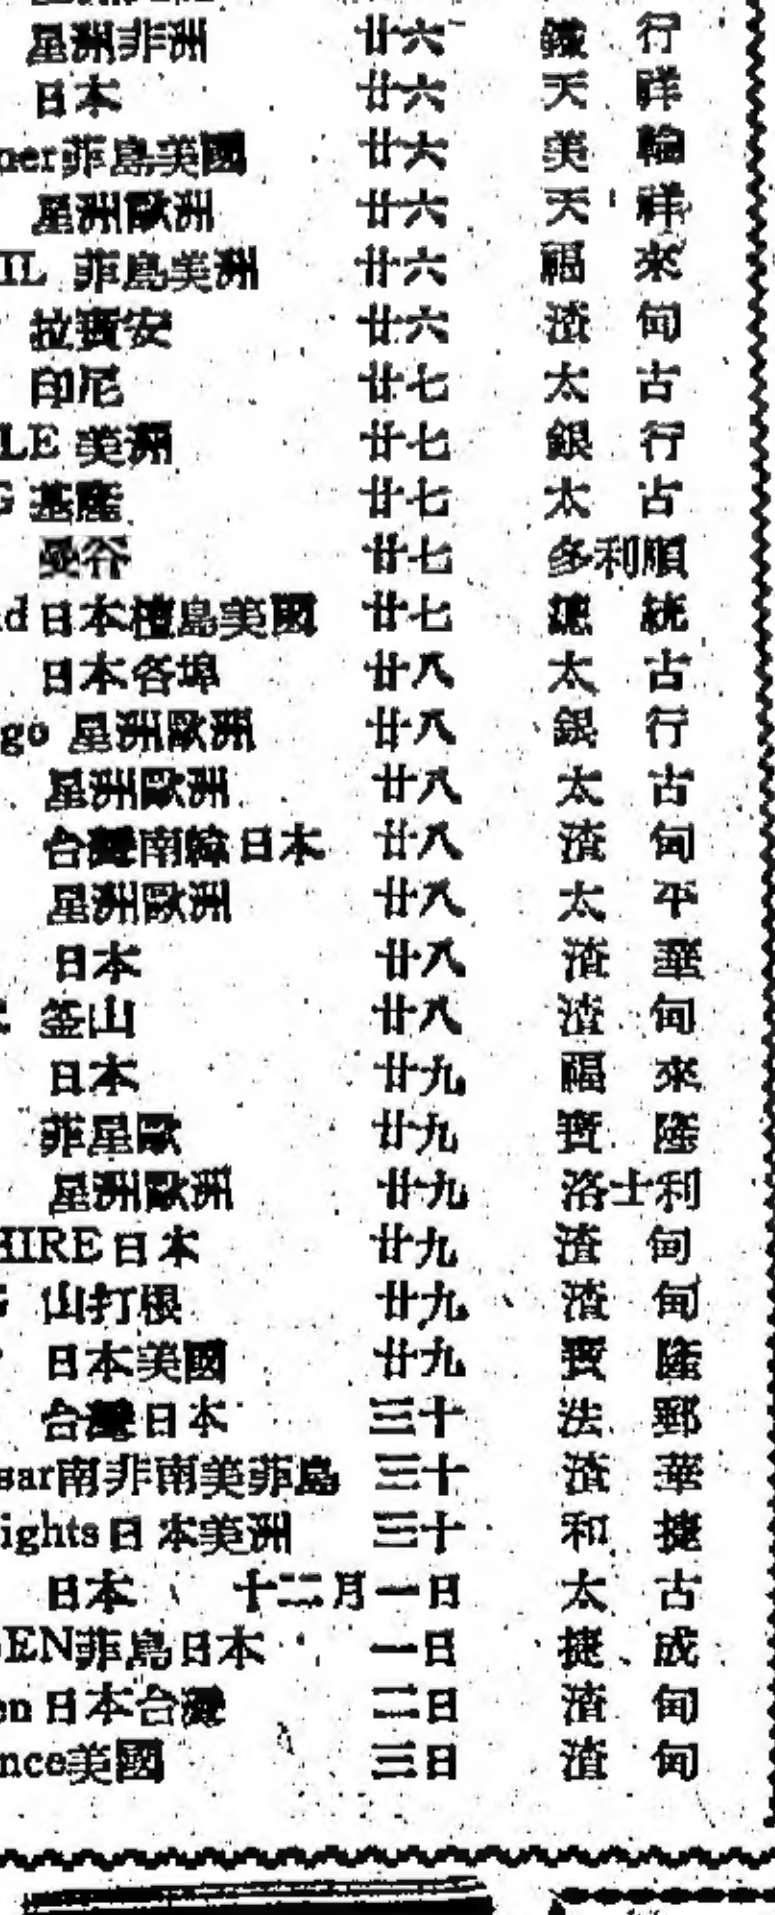 星洲非洲 廿六 鐵行
日本 廿六 天祥
ner菲島美國 廿六 美輪
星洲歐洲 廿六 天祥
IL 菲島美洲 廿六 福來
拉寶安 廿六 渣甸
印尼 廿七 太古
LE 美洲 廿七 銀行
G 基隆 廿七 太古
曼谷 廿七 多利順
d日本檀島美國 廿七 總統
日本各埠 廿八 太古
go 星洲歐洲 廿八 銀行
星洲歐洲 廿八 太古
台灣南韓日本 廿八 渣甸
星洲歐洲 廿八 太平
日本 廿八 渣華
釜山 廿八 渣甸
日本 廿九 福來
菲星歐 廿九 寶隆
星洲歐洲 廿九 洛士利
HIRE日本 廿九 渣甸
G 山打根 廿九 渣甸
日本美國 廿九 寶隆
台灣日本 三十 法郵
sar南非南美菲島 三十 渣華
ights日本美洲 三十 和捷
日本 十二月一日 太古
GEN菲島日本 一日 捷成
en日本台灣 二日 渣甸
nce美國 三日 渣甸